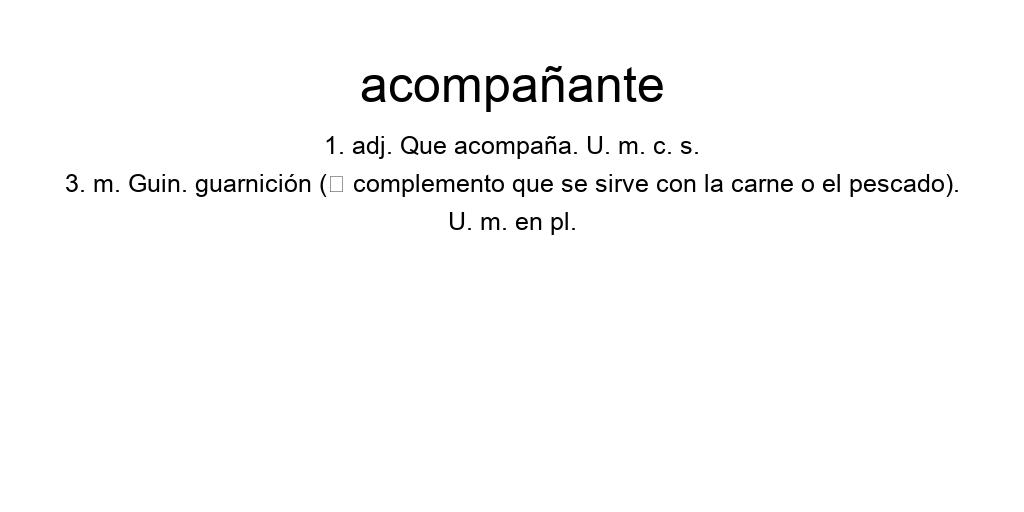 acompañante
1. adj. Que acompaña. U. m. c. s.
3. m. Guin. guarnición (□ complemento que se sirve con la carne o el pescado).
U. m. en pl.